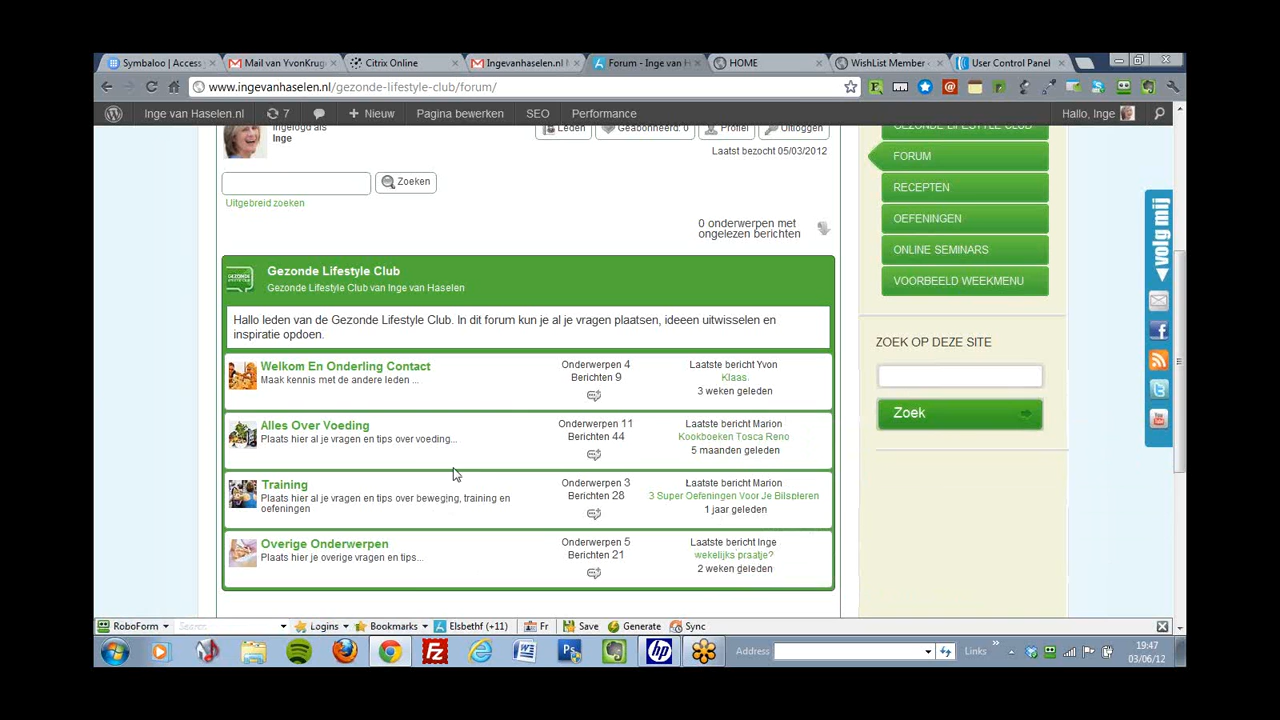 Symbaloo | Access
Mail van YvonKrug
Citrix Online
Ingevanhaselen.nl
Forum - Inge van H
HOME
WishList Member -
User Control Panel
www.ingevanhaselen.nl/gezonde-lifestyle-club/forum/
Inge van Haselen
7
+ Nieuw
Pagina bewerken
SEO
Performance
Hallo, Inge
Ingelogd als
Inge
Leden
Geabonneerd: 0
Profiel
Uitloggen
Laatst bezocht 05/03/2012
Zoeken
Uitgebreid zoeken
0 onderwerpen met
ongelezen berichten
Gezonde Lifestyle Club
Gezonde Lifestyle Club van Inge van Haselen
Hallo leden van de Gezonde Lifestyle Club. In dit forum kun je al je vragen plaatsen, ideeen uitwisselen en
inspiratie opdoen.
Welkom En Onderling Contact
Maak kennis met de andere leden ...
Onderwerpen 4
Berichten 9
Laatste bericht Yvon
Klaas.
3 weken geleden
Alles Over Voeding
Plaats hier al je vragen en tips over voeding...
Onderwerpen 11
Berichten 44
Laatste bericht Marion
Kookboeken Tosca Reno
5 maanden geleden
Training
Plaats hier al je vragen en tips over beweging, training en
oefeningen
Onderwerpen 3
Berichten 28
Laatste bericht Marion
3 Super Oefeningen Voor Je Bilspieren
1 jaar geleden
Overige Onderwerpen
Plaats hier je overige vragen en tips...
Onderwerpen 5
Berichten 21
Laatste bericht Inge
wekelijks praatje?
2 weken geleden
GEZONDE LIFESTYLE CLUB
FORUM
RECEPTEN
OEFENINGEN
ONLINE SEMINARS
VOORBEELD WEEKMENU
ZOEK OP DEZE SITE
Zoek
volg mij
RoboForm
Search
Logins
Bookmarks
Elsbethf (+11)
Fr
Save
Generate
Sync
Address
Links
19:47
03/06/12